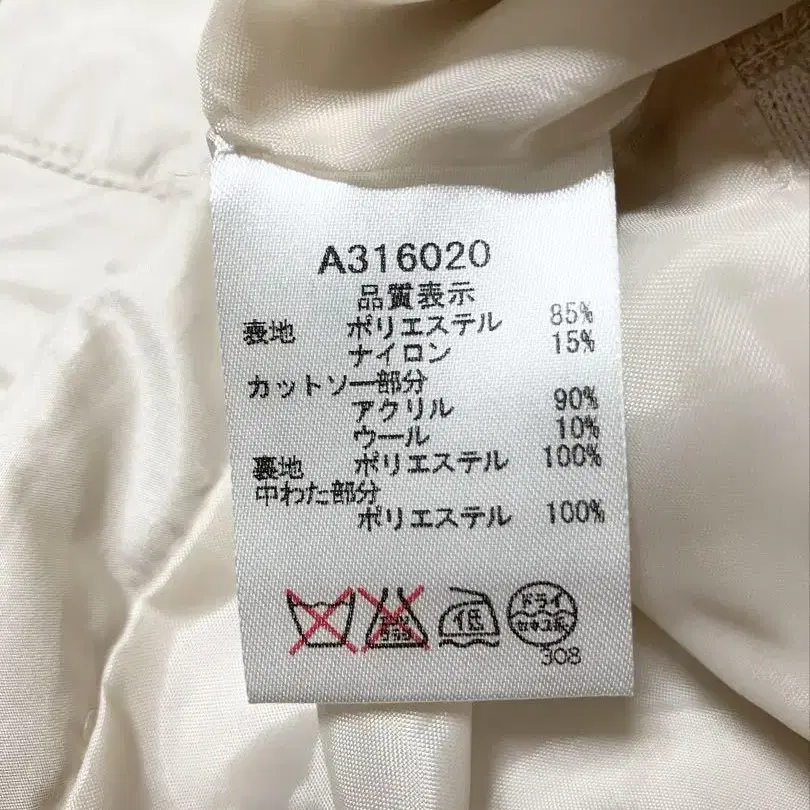 A316020
品質表示
表地 ポリエステル 85%
ナイロン 15%
カットソー部分
アクリル 90%
ウール 10%
裏地 ポリエステル 100%
中わた部分
ポリエステル 100%
低 ドライ
セキユ系
308